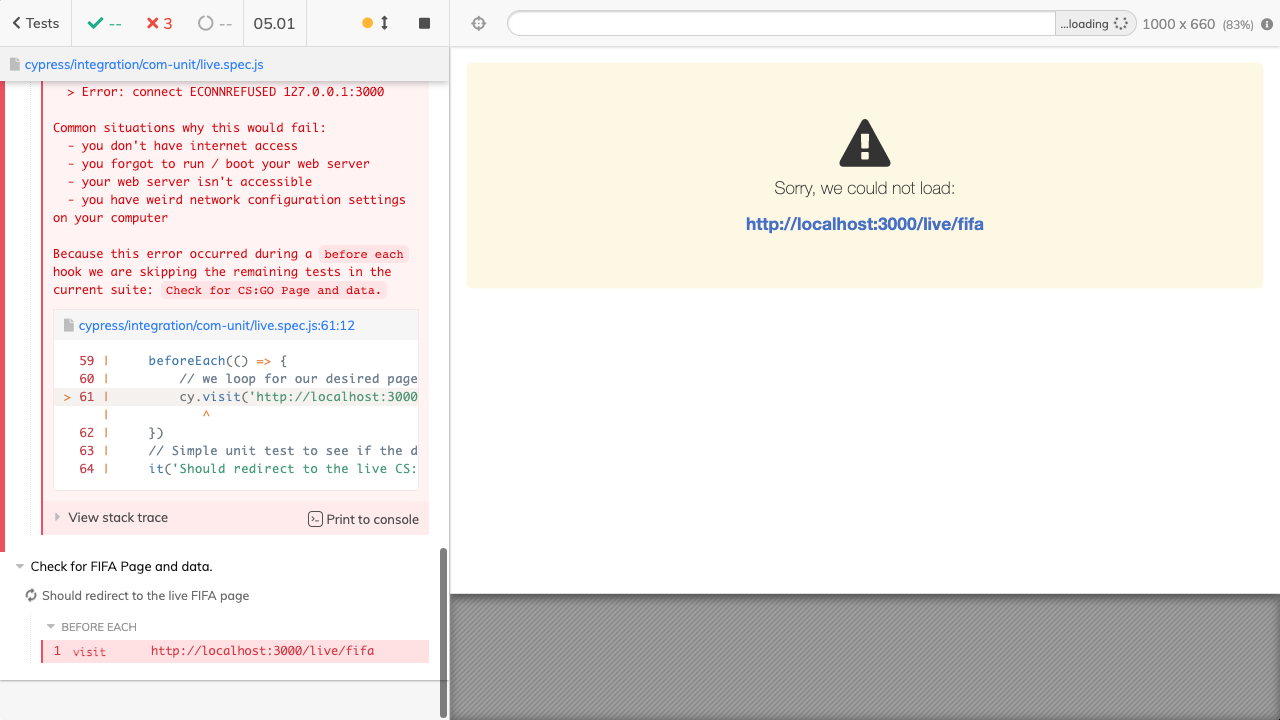 Tests
--
3
--
05.01
...loading
1000 x 660 (83%)
cypress/integration/com-unit/live.spec.js
> Error: connect ECONNREFUSED 127.0.0.1:3000
Common situations why this would fail:
- you don't have internet access
- you forgot to run / boot your web server
- your web server isn't accessible
- you have weird network configuration settings
on your computer
Because this error occurred during a before each
hook we are skipping the remaining tests in the
current suite: Check for CS:GO Page and data.
cypress/integration/com-unit/live.spec.js:61:12
59 | beforeEach(() => {
60 | // we loop for our desired page
> 61 | cy.visit('http://localhost:3000
| ^
62 | })
63 | // Simple unit test to see if the d
64 | it('Should redirect to the live CS:
View stack trace
Print to console
Check for FIFA Page and data.
Should redirect to the live FIFA page
BEFORE EACH
1 visit http://localhost:3000/live/fifa
Sorry, we could not load:
http://localhost:3000/live/fifa